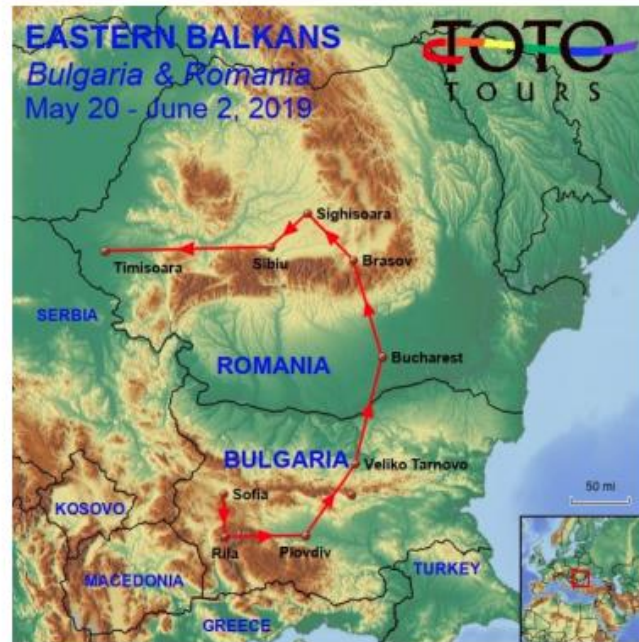 EASTERN BALKANS
Bulgaria & Romania
May 20 - June 2, 2019
TOTO
TOURS
Sighisoara
Timisoara
Sibiu
Brasov
SERBIA
ROMANIA
Bucharest
BULGARIA
Veliko Tarnovo
Sofia
50 mi
KOSOVO
Rila
Plovdiv
MACEDONIA
TURKEY
GREECE